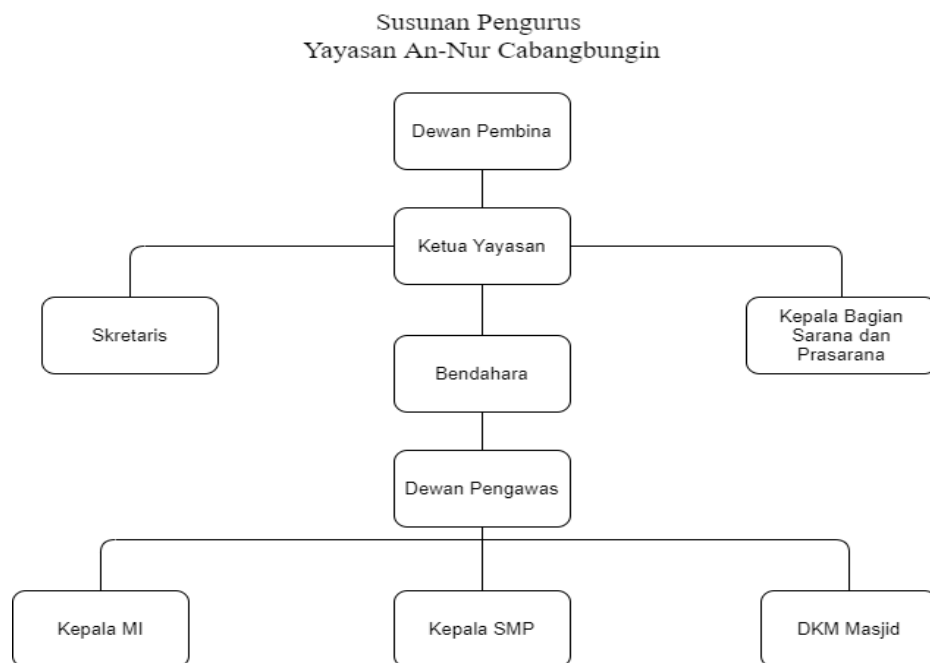 Susunan Pengurus
Yayasan An-Nur Cabangbungin
Dewan Pembina
Ketua Yayasan
Skretaris
Kepala Bagian
Sarana dan
Prasarana
Bendahara
Dewan Pengawas
Kepala MI
Kepala SMP
DKM Masjid